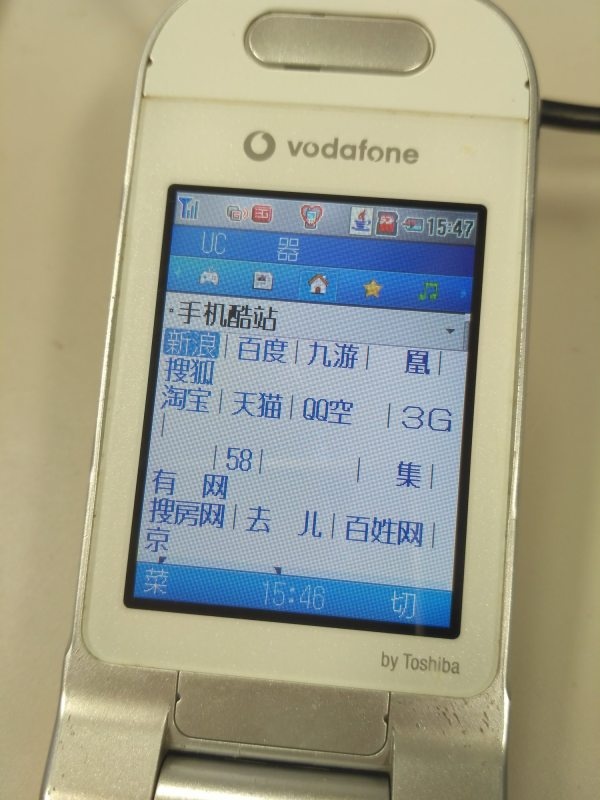 vodafone
3G 15:47
UC 器
·手机酷站
新浪|百度|九游| 凰|
搜狐
淘宝|天猫|QQ空 |3G
|
|58| | 集|
有 网
搜房网|去 儿|百姓网|
京
菜 15:46 切
by Toshiba